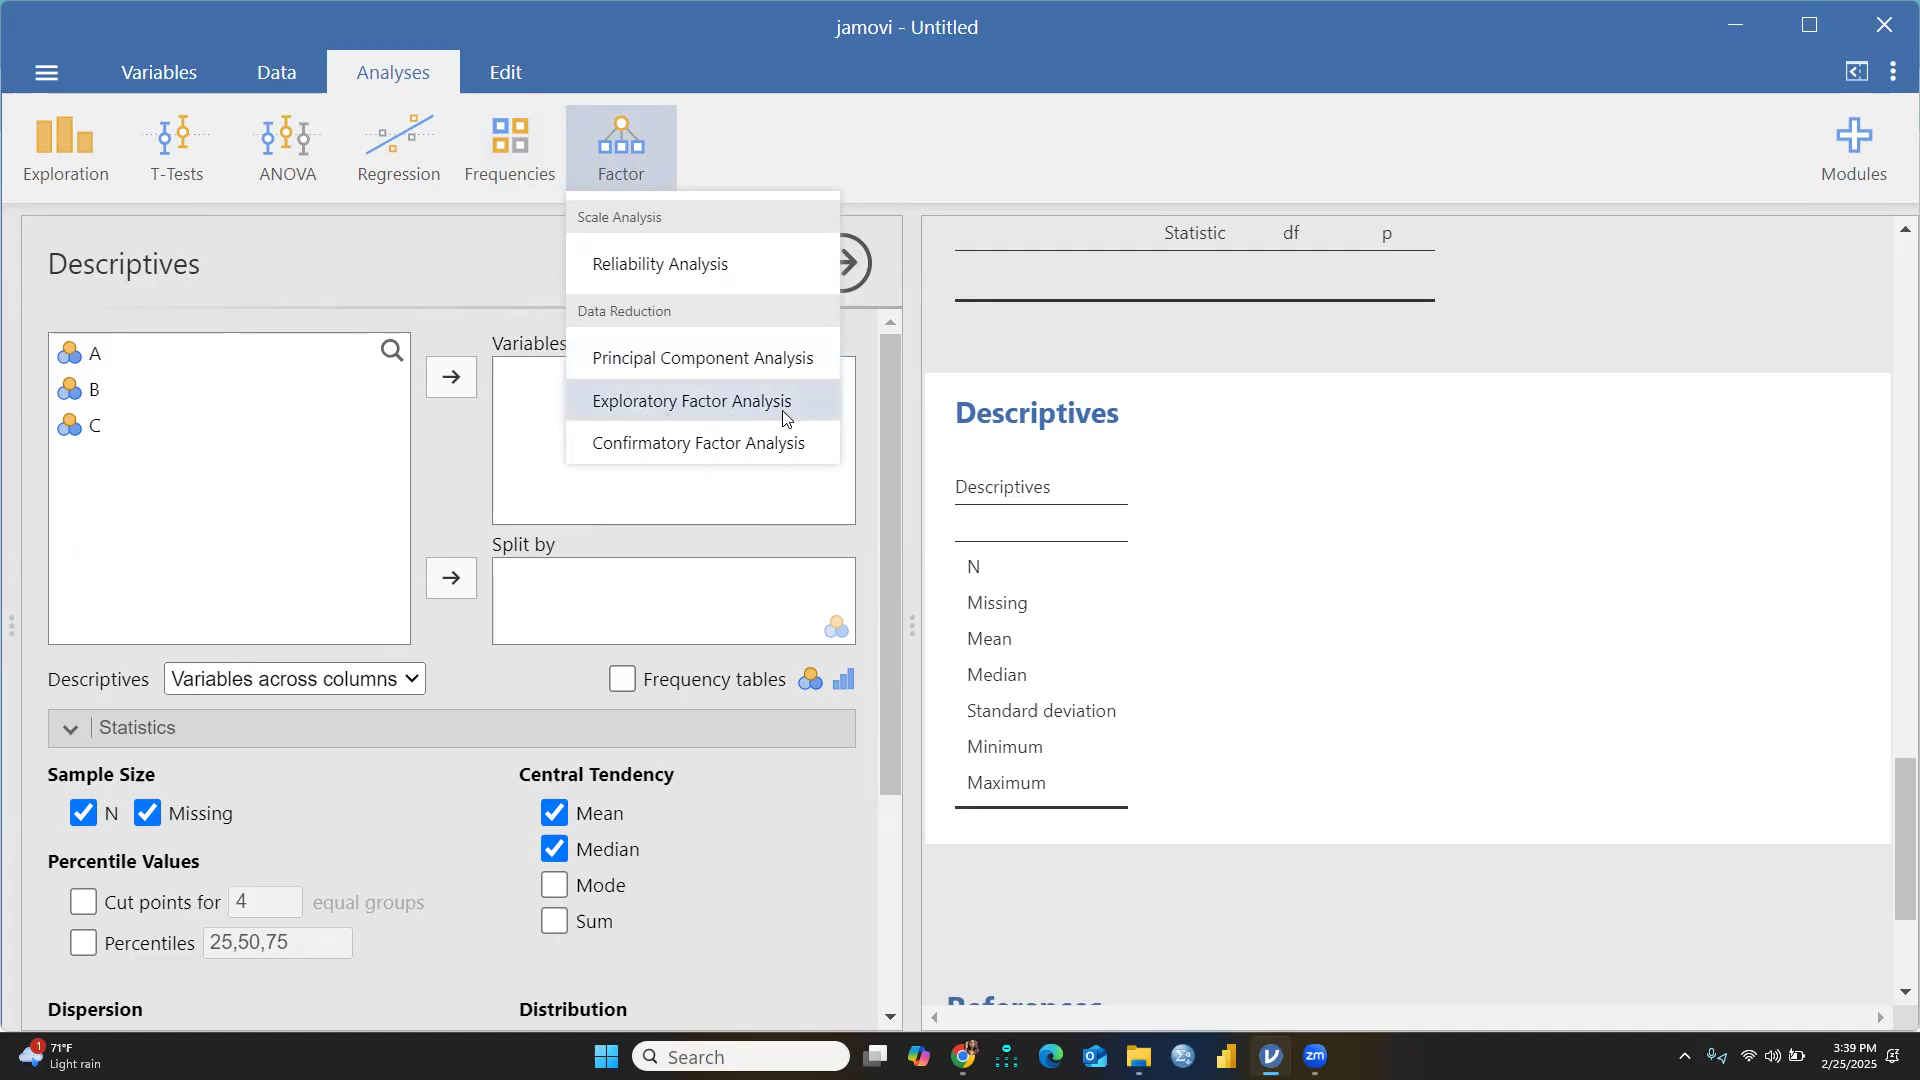 jamovi - Untitled
Variables
Data
Analyses
Edit
Exploration
T-Tests
ANOVA
Regression
Frequencies
Factor
Modules
Scale Analysis
Reliability Analysis
Data Reduction
Principal Component Analysis
Exploratory Factor Analysis
Confirmatory Factor Analysis
Descriptives
A
B
C
Variables
Split by
Descriptives
Variables across columns
Frequency tables
Statistics
Sample Size
N
Missing
Percentile Values
Cut points for
4
equal groups
Percentiles
25,50,75
Central Tendency
Mean
Median
Mode
Sum
Dispersion
Distribution
Statistic df p
Descriptives
Descriptives
N
Missing
Mean
Median
Standard deviation
Minimum
Maximum
References
1
71°F
Light rain
Search
zm
3:39 PM
2/25/2025